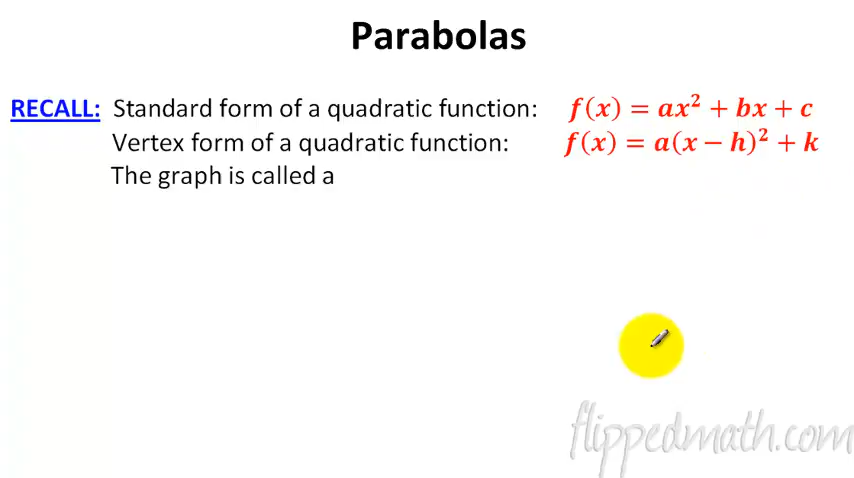 Parabolas
RECALL: Standard form of a quadratic function: f(x) = ax² + bx + c
Vertex form of a quadratic function: f(x) = a(x − h)² + k
The graph is called a
flippedmath.com